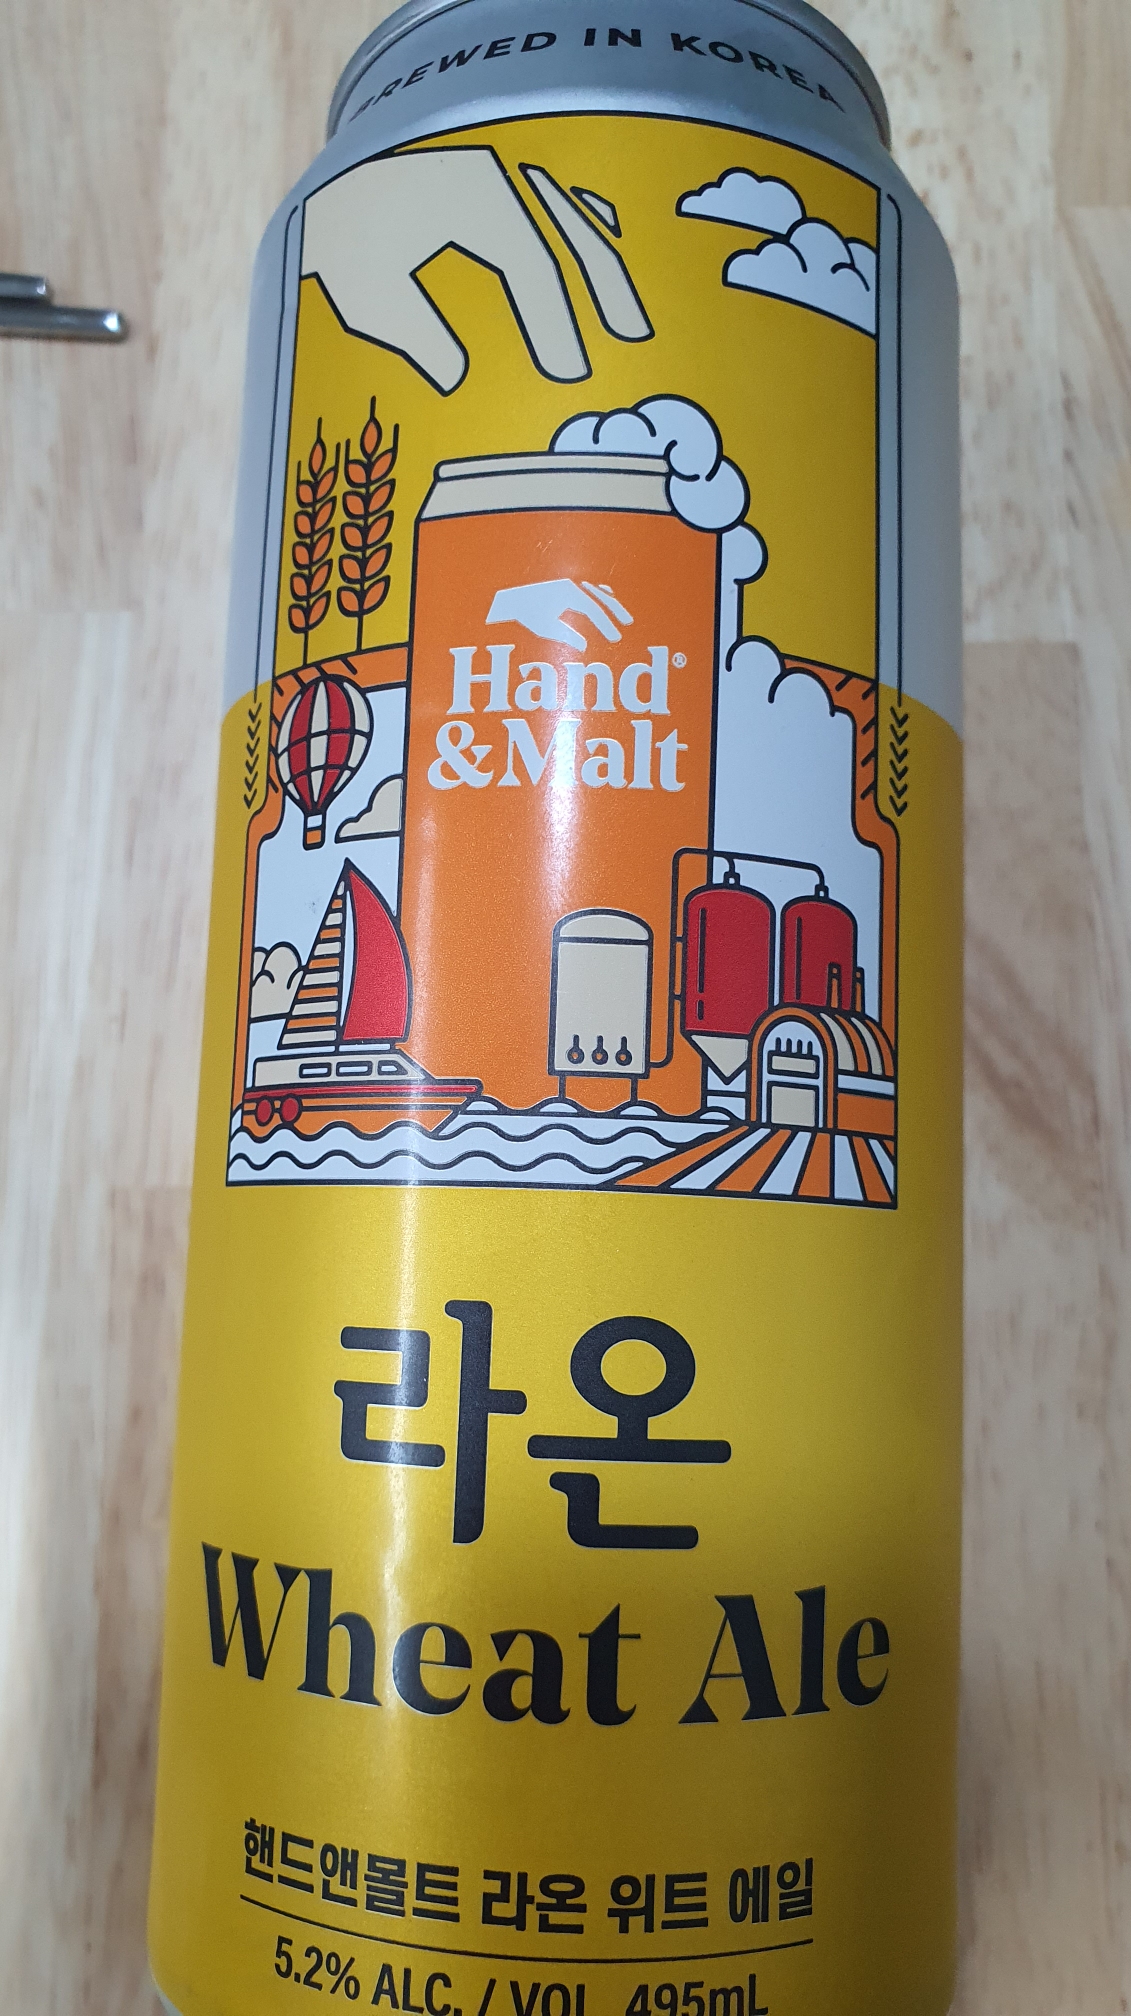 BREWED IN KOREA
Hand®
&Malt
라온
Wheat Ale
핸드앤몰트 라온 위트 에일
5.2% ALC. / VOL 495mL